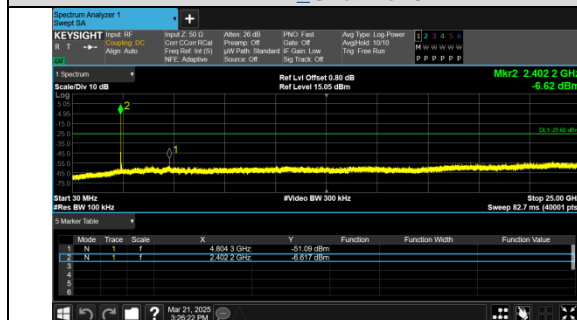 Spectrum Analyzer 1
Swept SA
+
KEYSIGHT Input: RF Input Z: 50 Ω Atten: 26 dB PNO: Fast Avg Type: Log-Power 1 2 3 4 5 6
R T Coupling: DC Corr CCorr RCal Preamp: Off Gate: Off Avg|Hold: 10/10 M W W W W W
Align: Auto Freq Ref: Int (S) µW Path: Standard IF Gain: Low Trig: Free Run P P P P P P
NFE: Adaptive Source: Off Sig Track: Off
1 Spectrum Ref Lvl Offset 0.80 dB Mkr2 2.402 2 GHz
Scale/Div 10 dB Ref Level 15.05 dBm -6.62 dBm
Log
5.05
-4.95
-15.0
-25.0
-35.0
-45.0
-55.0
-65.0
-75.0
2
1
DL1 -25.60 dBm
Start 30 MHz #Video BW 300 kHz Stop 25.00 GHz
#Res BW 100 kHz Sweep 82.7 ms (40001 pts)
5 Marker Table
Mode Trace Scale X Y Function Function Width Function Value
1 N 1 f 4.804 3 GHz -51.09 dBm
2 N 1 f 2.402 2 GHz -6.617 dBm
3
4
5
6
? Mar 21, 2025
3:26:22 PM